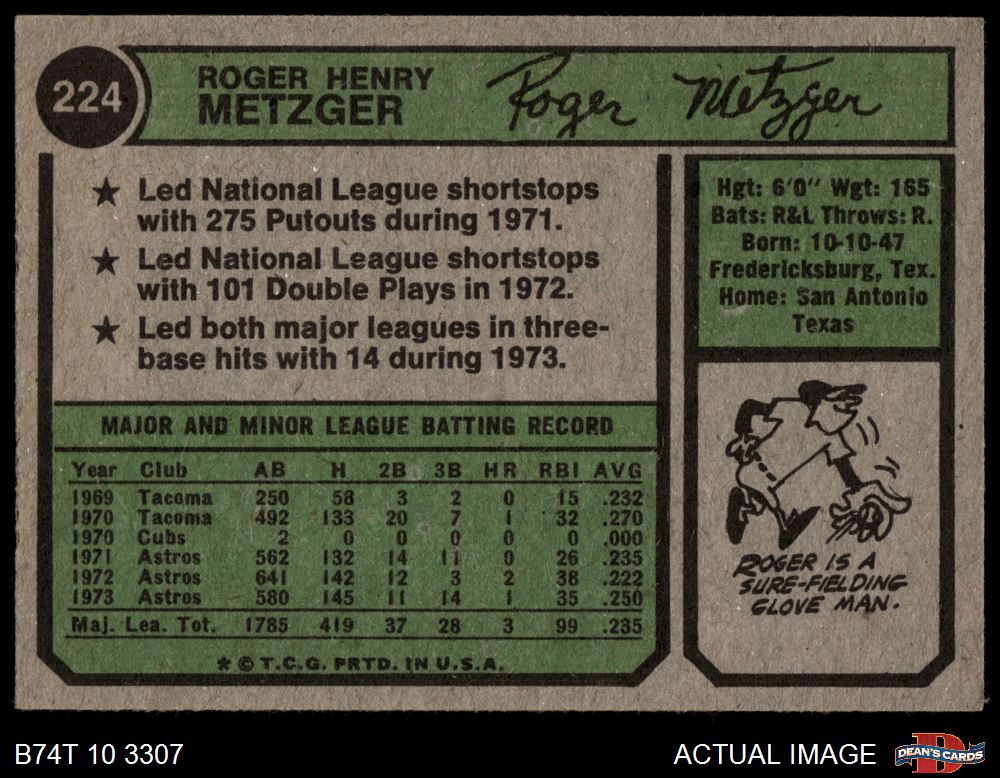 224
ROGER HENRY
METZGER
Roger Metzger
★ Led National League shortstops
with 275 Putouts during 1971.
★ Led National League shortstops
with 101 Double Plays in 1972.
★ Led both major leagues in three-
base hits with 14 during 1973.
Hgt: 6'0" Wgt: 165
Bats: R&L Throws: R.
Born: 10-10-47
Fredericksburg, Tex.
Home: San Antonio
Texas
MAJOR AND MINOR LEAGUE BATTING RECORD
Year Club AB H 2B 3B HR RBI AVG
1969 Tacoma 250 58 3 2 0 15 .232
1970 Tacoma 492 133 20 7 1 32 .270
1970 Cubs 2 0 0 0 0 0 .000
1971 Astros 562 132 14 11 0 26 .235
1972 Astros 641 142 12 3 2 38 .222
1973 Astros 580 145 11 14 1 35 .250
Maj. Lea. Tot. 1785 419 37 28 3 99 .235
* © T.C.G. PRTD. IN U.S.A.
ROGER IS A
SURE-FIELDING
GLOVE MAN.
B74T 10 3307
ACTUAL IMAGE
DEAN'S CARDS